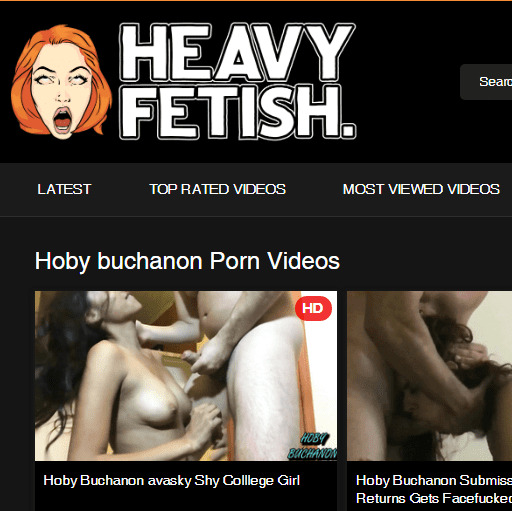 HEAVY
FETISH.
Searc
LATEST
TOP RATED VIDEOS
MOST VIEWED VIDEOS
Hoby buchanon Porn Videos
HD
HOBY
BUCHANON
Hoby Buchanon avasky Shy Colllege Girl
Hoby Buchanon Submiss
Returns Gets Facefucked